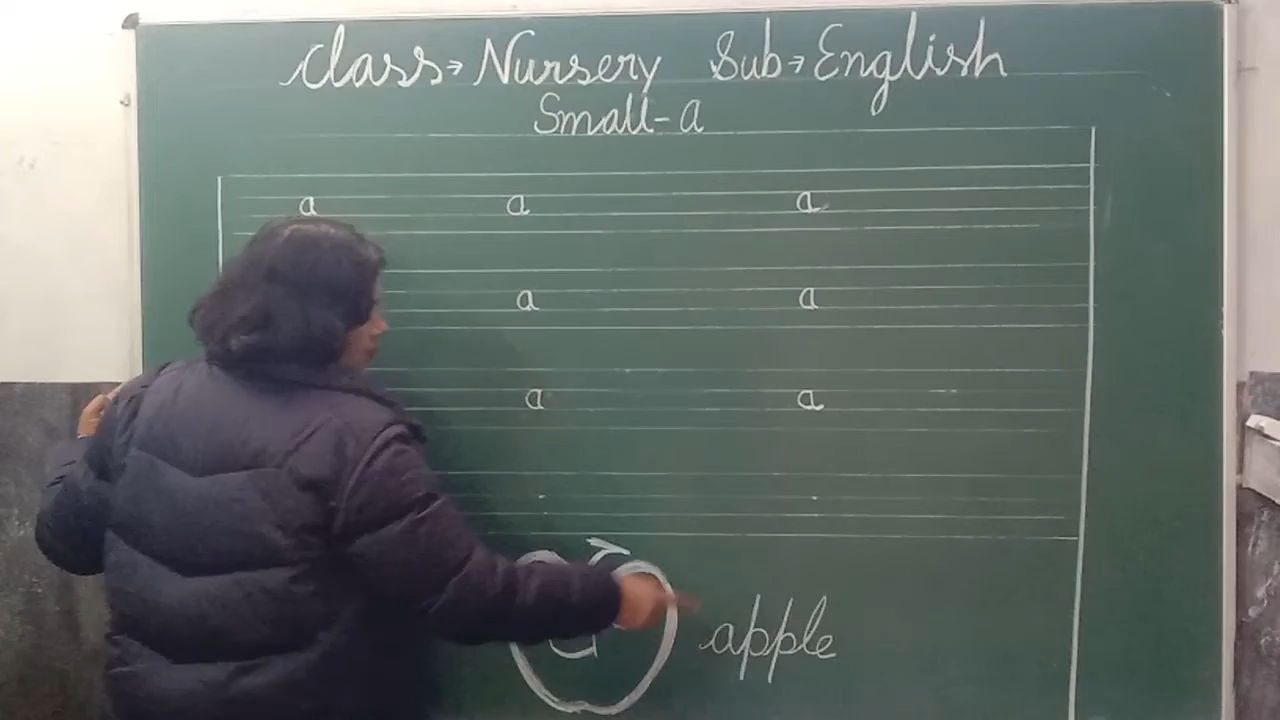 Class → Nursery Sub → English
Small - a
a a a
a a
a a
a apple